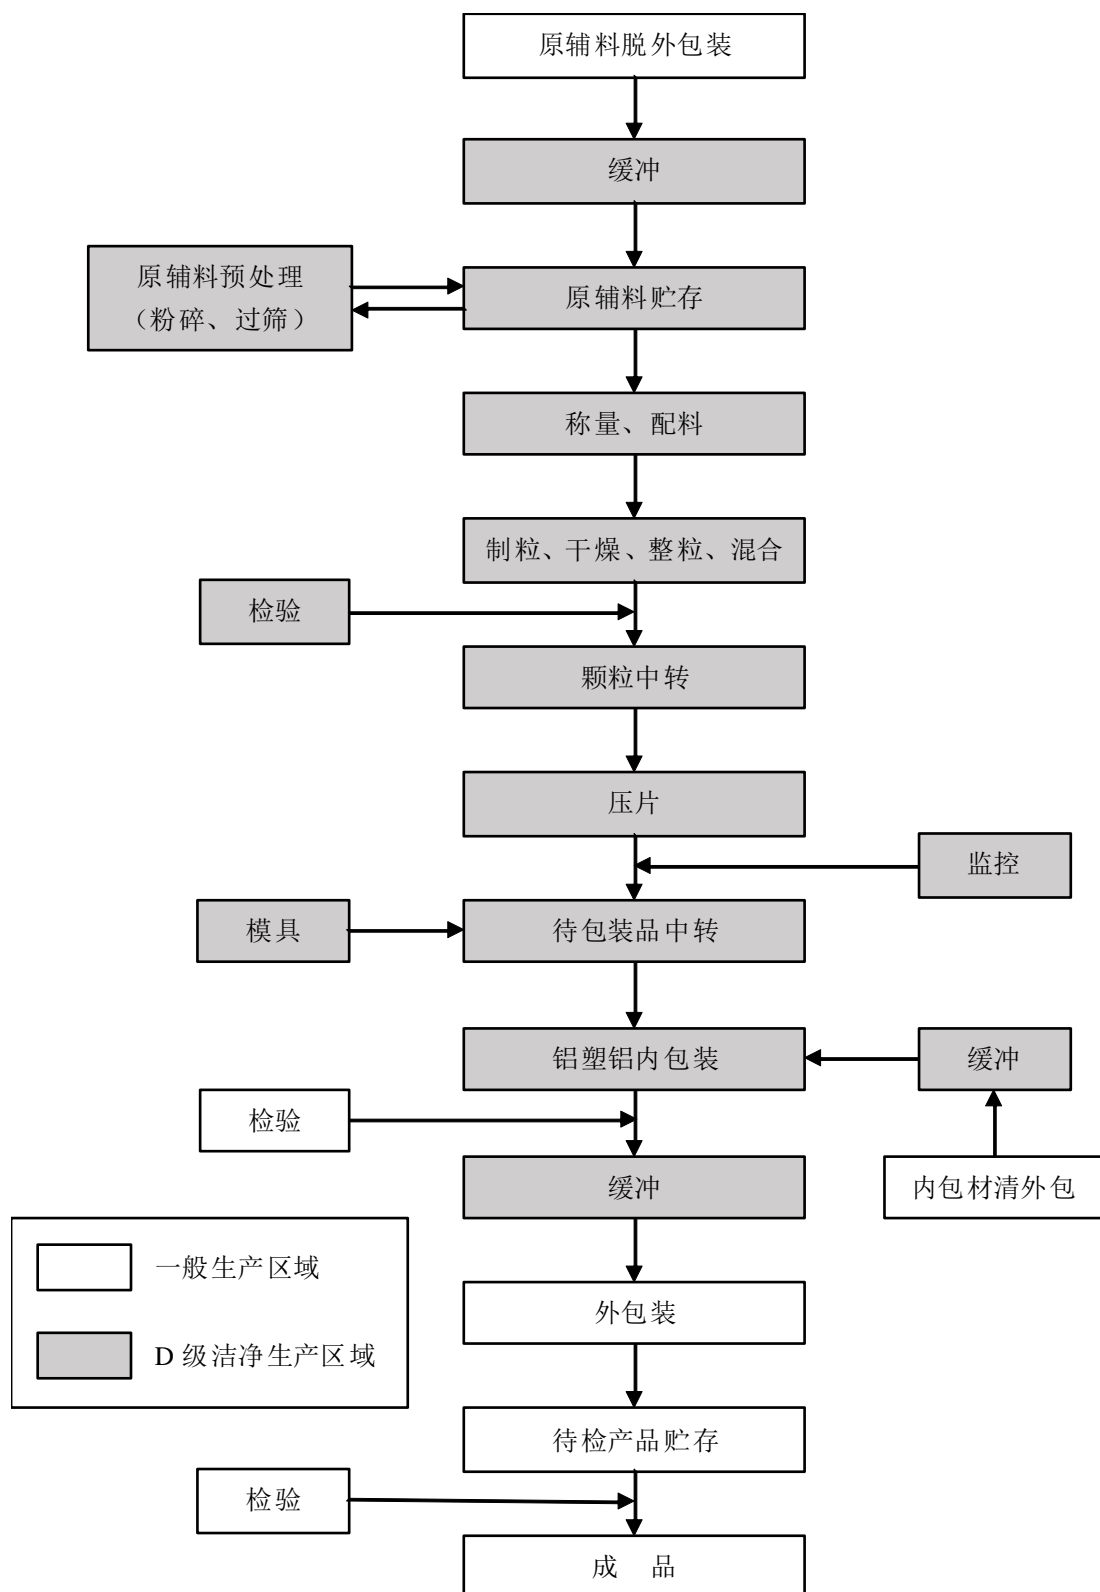 原辅料脱外包装
缓冲
原辅料预处理
（粉碎、过筛）
原辅料贮存
称量、配料
制粒、干燥、整粒、混合
检验
颗粒中转
压片
监控
模具
待包装品中转
铝塑铝内包装
缓冲
检验
缓冲
内包材清外包
一般生产区域
外包装
D 级洁净生产区域
待检产品贮存
检验
成 品